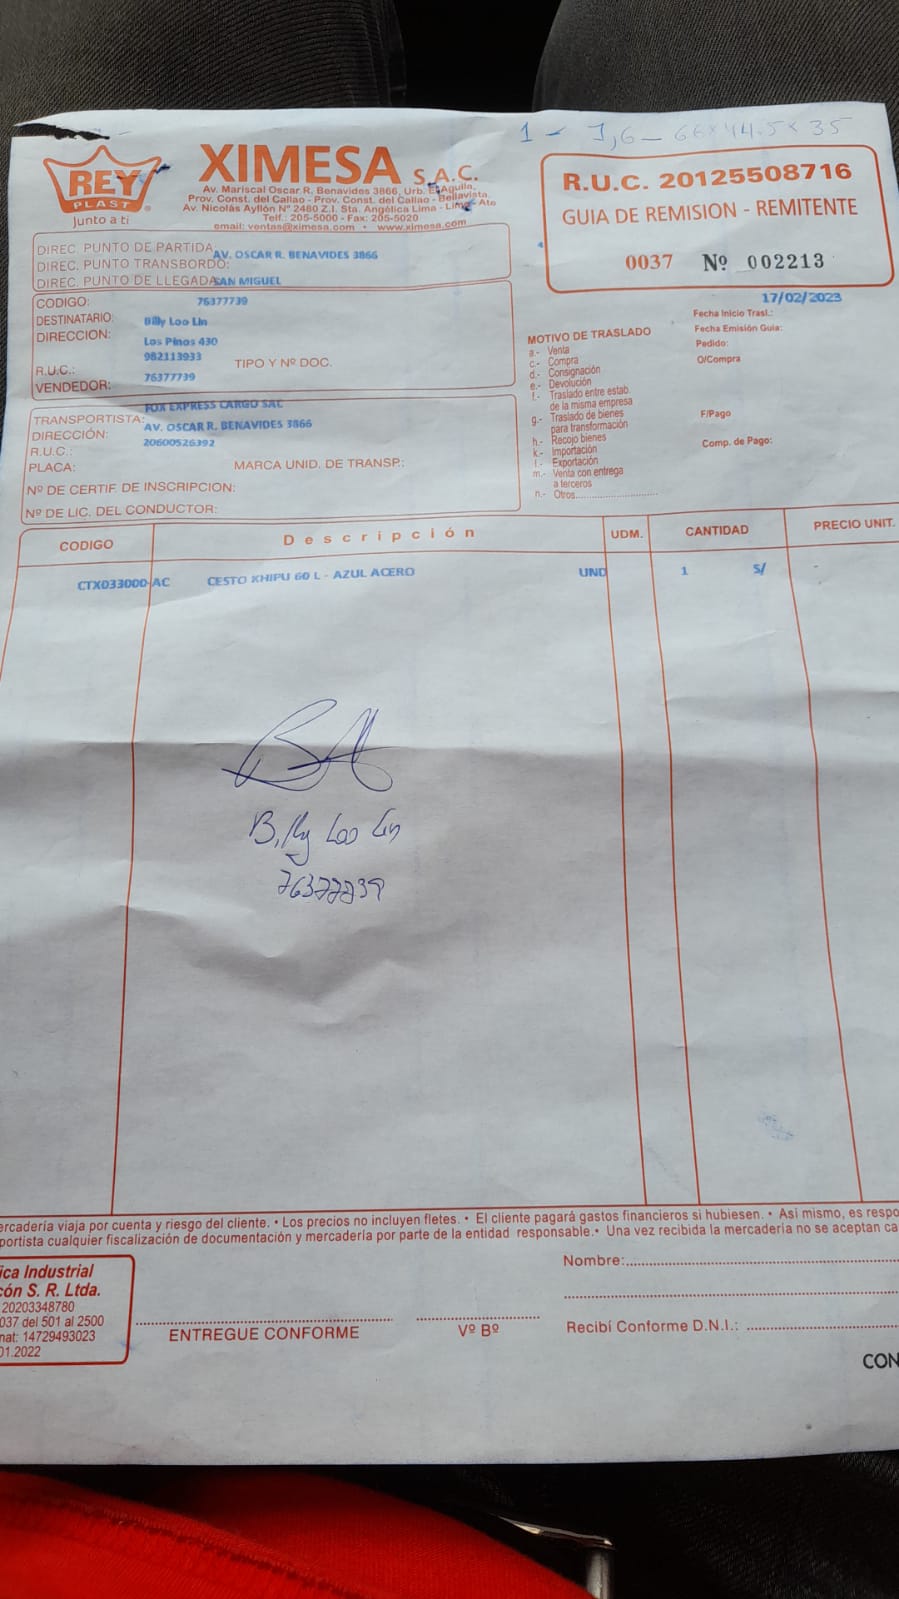 1 - 1,6 - 66x44.5x35
REY
PLAST
Junto a ti
XIMESA S.A.C.
Av. Mariscal Oscar R. Benavides 3866, Urb. El Aguila,
Prov. Const. del Callao - Prov. Const. del Callao - Bellavista
Av. Nicolás Ayllón Nº 2480 Z.I. Sta. Angélica Lima - Lima - Ate
Telf.: 205-5000 - Fax: 205-5020
email: ventas@ximesa.com • www.ximesa.com
R.U.C. 20125508716
GUIA DE REMISION - REMITENTE
0037 Nº 002213
DIREC. PUNTO DE PARTIDA: AV. OSCAR R. BENAVIDES 3866
DIREC. PUNTO TRANSBORDO:
DIREC. PUNTO DE LLEGADA: SAN MIGUEL
CODIGO: 76377739
DESTINATARIO: Billy Loo Lin
DIRECCION: Los Pinos 430
982113933
R.U.C.: 76377739 TIPO Y Nº DOC.
VENDEDOR:
17/02/2023
Fecha Inicio Trasl.:
Fecha Emisión Guia:
Pedido:
O/Compra
F/Pago
Comp. de Pago:
MOTIVO DE TRASLADO
a.- Venta
c.- Compra
d.- Consignación
e.- Devolución
f.- Traslado entre estab.
de la misma empresa
g.- Traslado de bienes
para transformación
h.- Recojo bienes
k.- Importación
l.- Exportación
m.- Venta con entrega
a terceros
n.- Otros
TRANSPORTISTA: FOX EXPRESS CARGO SAC
DIRECCIÓN: AV. OSCAR R. BENAVIDES 3866
R.U.C.: 20600526392
PLACA: MARCA UNID. DE TRANSP.:
Nº DE CERTIF. DE INSCRIPCION:
Nº DE LIC. DEL CONDUCTOR:
CODIGO Descripción UDM. CANTIDAD PRECIO UNIT.
CTX033000-AC CESTO KHIPU 60 L - AZUL ACERO UND 1 S/ -
Billy Loo Lin
76377739
ercadería viaja por cuenta y riesgo del cliente. • Los precios no incluyen fletes. • El cliente pagará gastos financieros si hubiesen. • Asi mismo, es respo
portista cualquier fiscalización de documentación y mercadería por parte de la entidad responsable. • Una vez recibida la mercadería no se aceptan ca
ica Industrial
cón S. R. Ltda.
20203348780
037 del 501 al 2500
nat: 14729493023
01.2022
ENTREGUE CONFORME
Vº Bº
Nombre:
Recibí Conforme D.N.I.:
CON